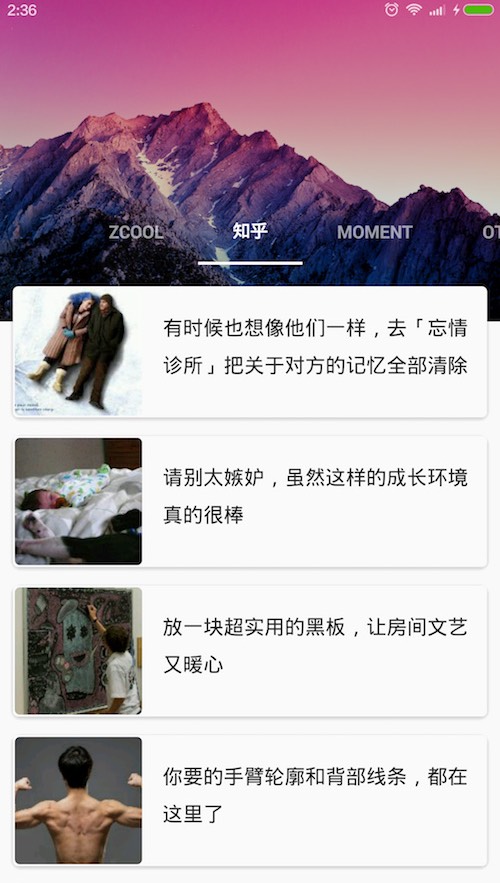 2:36
ZCOOL 知乎 MOMENT OT
有时候也想像他们一样，去「忘情
诊所」把关于对方的记忆全部清除
请别太嫉妒，虽然这样的成长环境
真的很棒
放一块超实用的黑板，让房间文艺
又暖心
你要的手臂轮廓和背部线条，都在
这里了